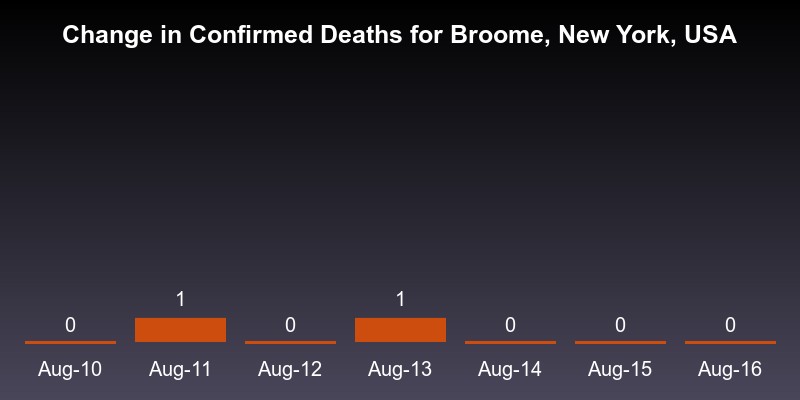 Change in Confirmed Deaths for Broome, New York, USA
0 1 0 1 0 0 0
Aug-10 Aug-11 Aug-12 Aug-13 Aug-14 Aug-15 Aug-16